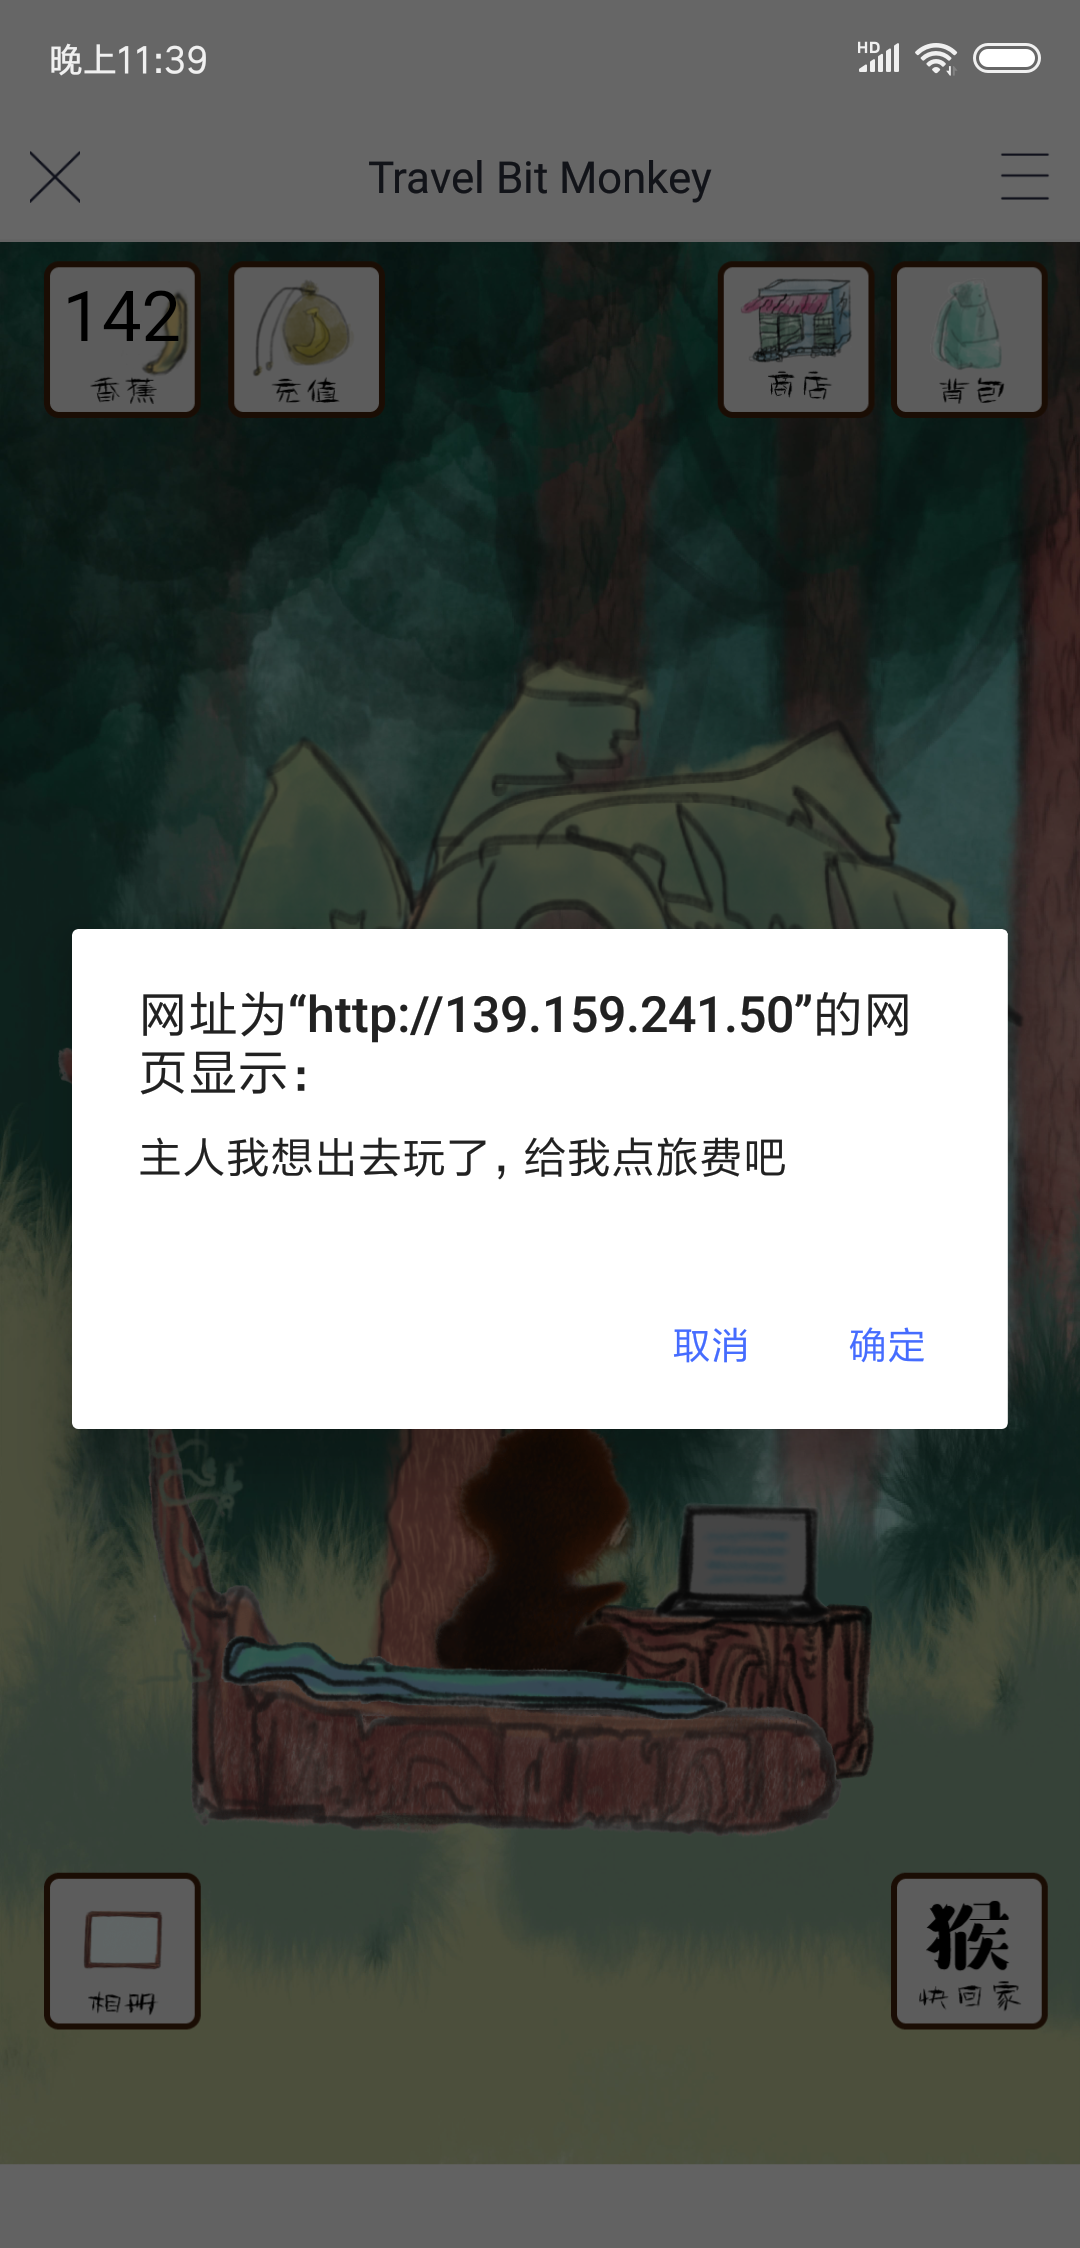 晚上11:39
HD
Travel Bit Monkey
142
香蕉
充值
商店
背包
网址为“http://139.159.241.50”的网
页显示：
主人我想出去玩了，给我点旅费吧
取消
确定
相册
猴
快回家